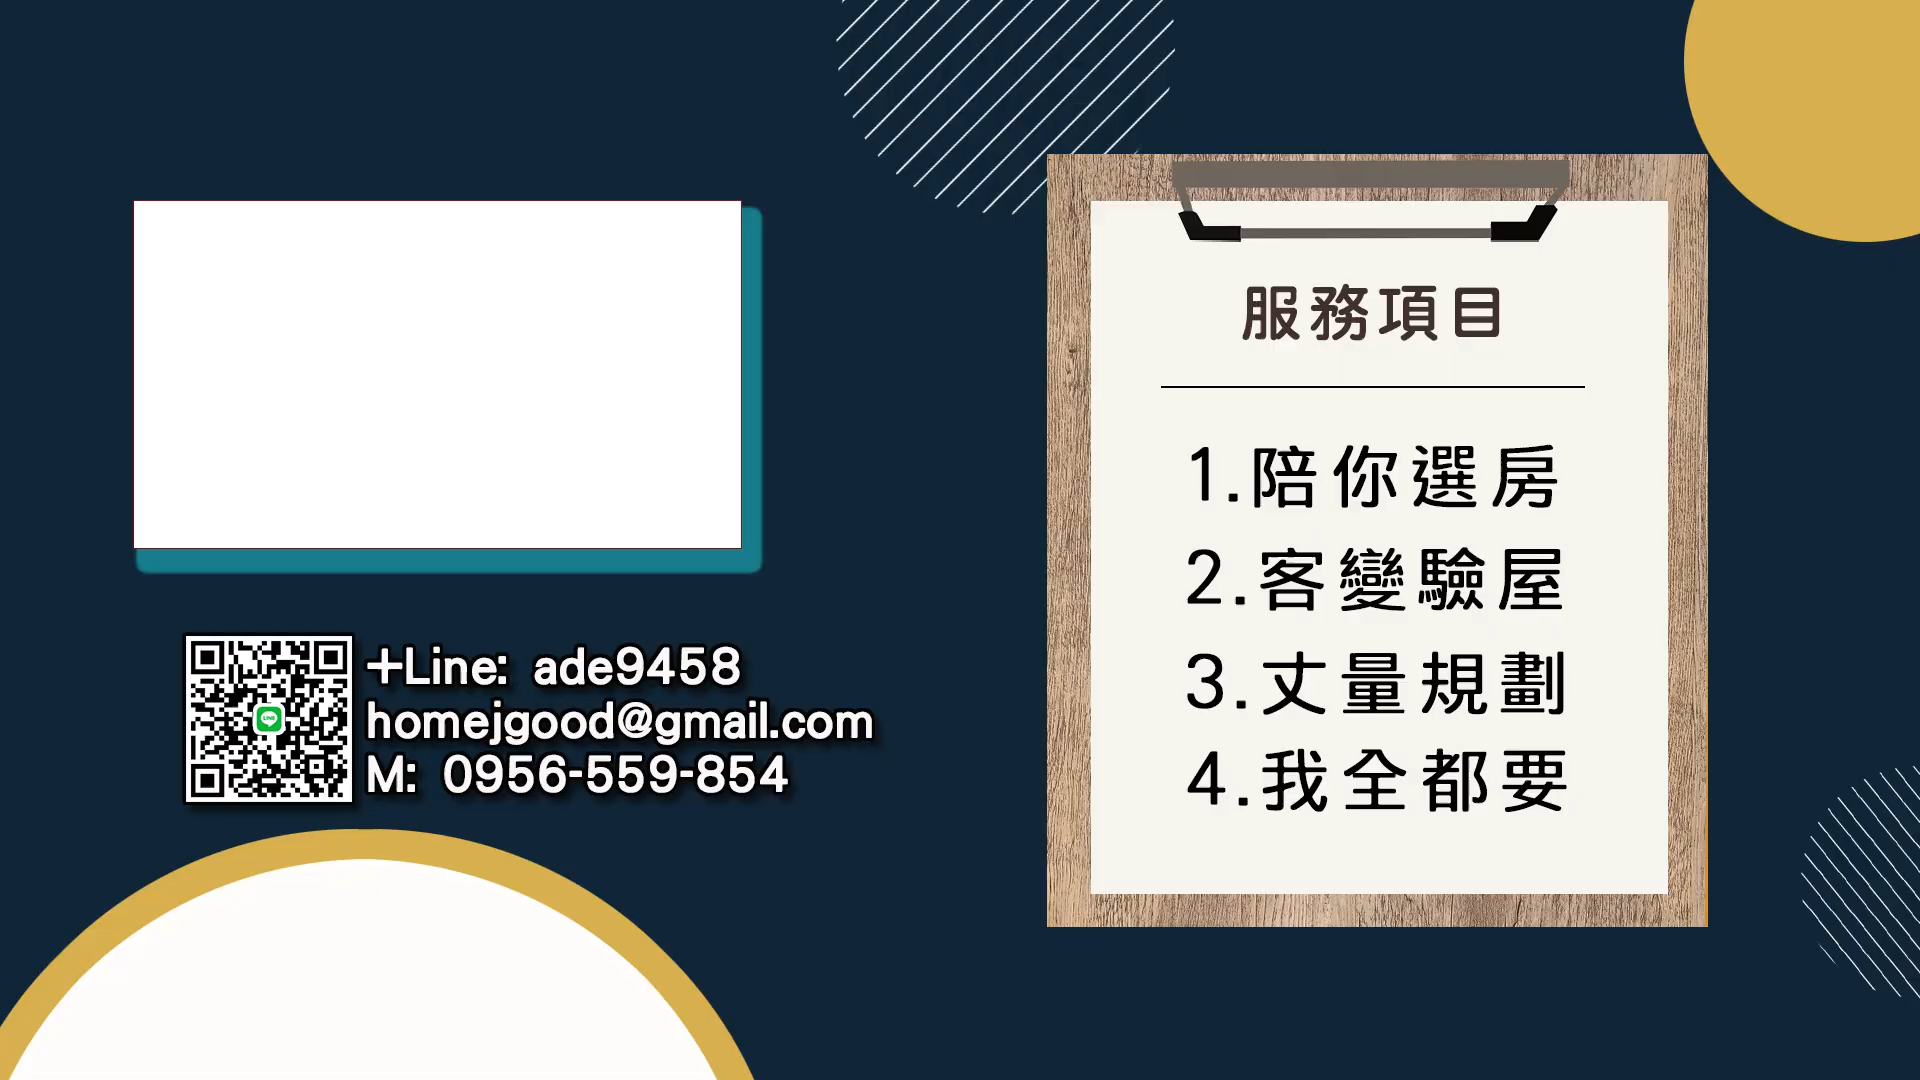 +Line: ade9458
homejgood@gmail.com
M: 0956-559-854
服務項目
1.陪你選房
2.客變驗屋
3.丈量規劃
4.我全都要